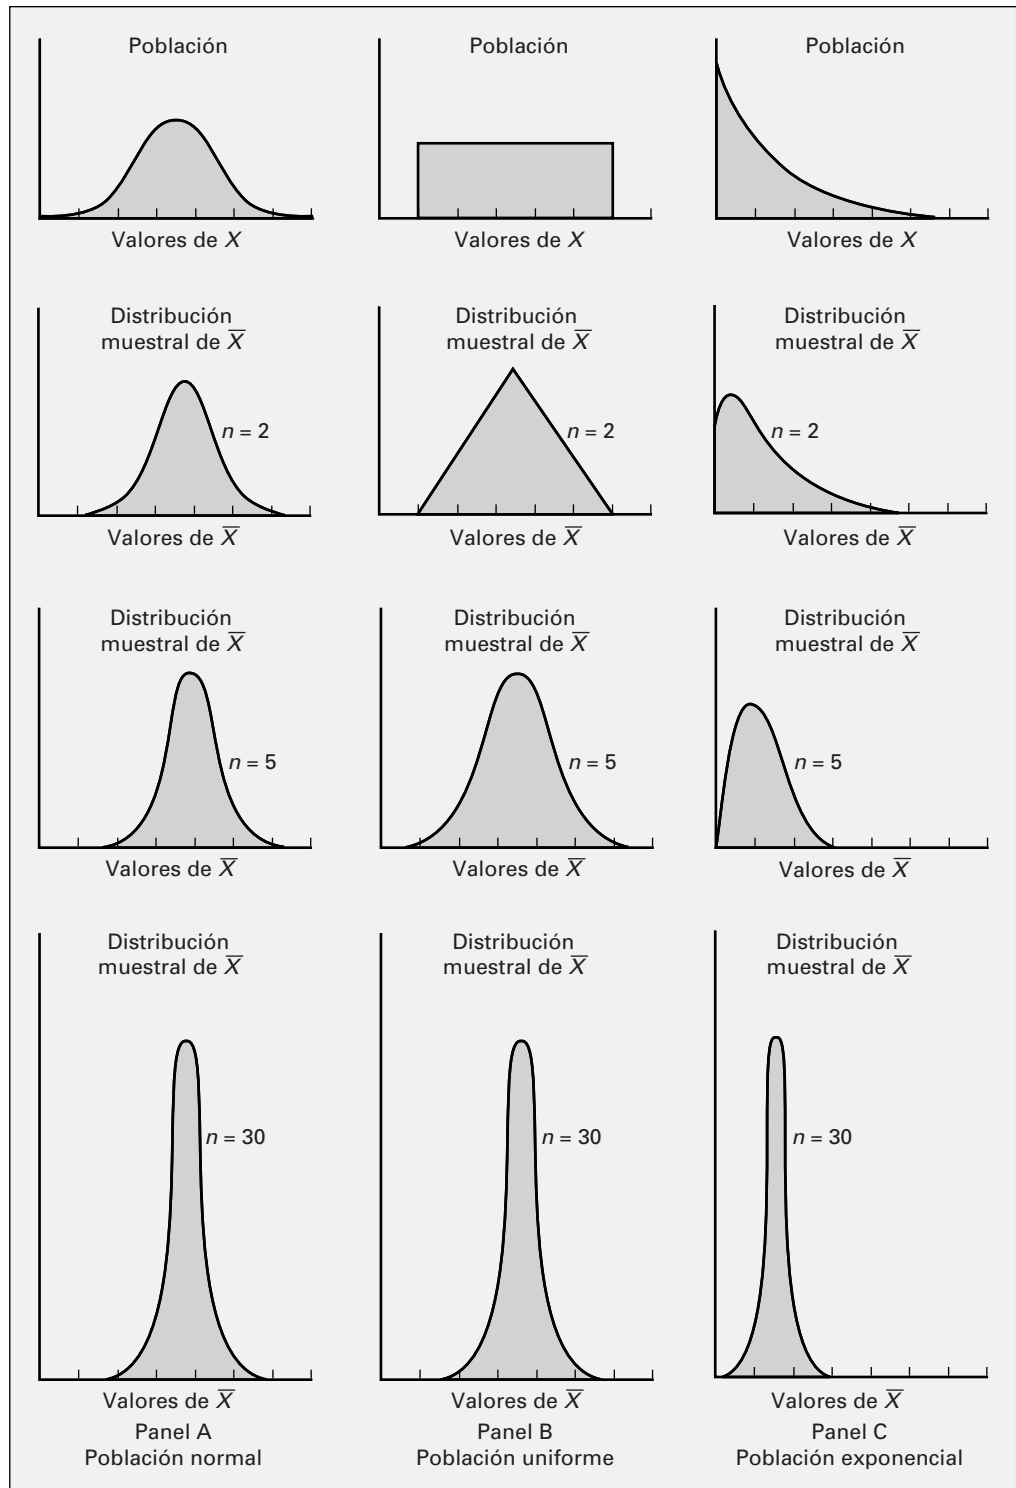 Población
Población
Población
Valores de X
Valores de X
Valores de X
Distribución
muestral de X̅
n = 2
Valores de X̅
Distribución
muestral de X̅
n = 2
Valores de X̅
Distribución
muestral de X̅
n = 2
Valores de X̅
Distribución
muestral de X̅
n = 5
Valores de X̅
Distribución
muestral de X̅
n = 5
Valores de X̅
Distribución
muestral de X̅
n = 5
Valores de X̅
Distribución
muestral de X̅
n = 30
Valores de X̅
Panel A
Población normal
Distribución
muestral de X̅
n = 30
Valores de X̅
Panel B
Población uniforme
Distribución
muestral de X̅
n = 30
Valores de X̅
Panel C
Población exponencial